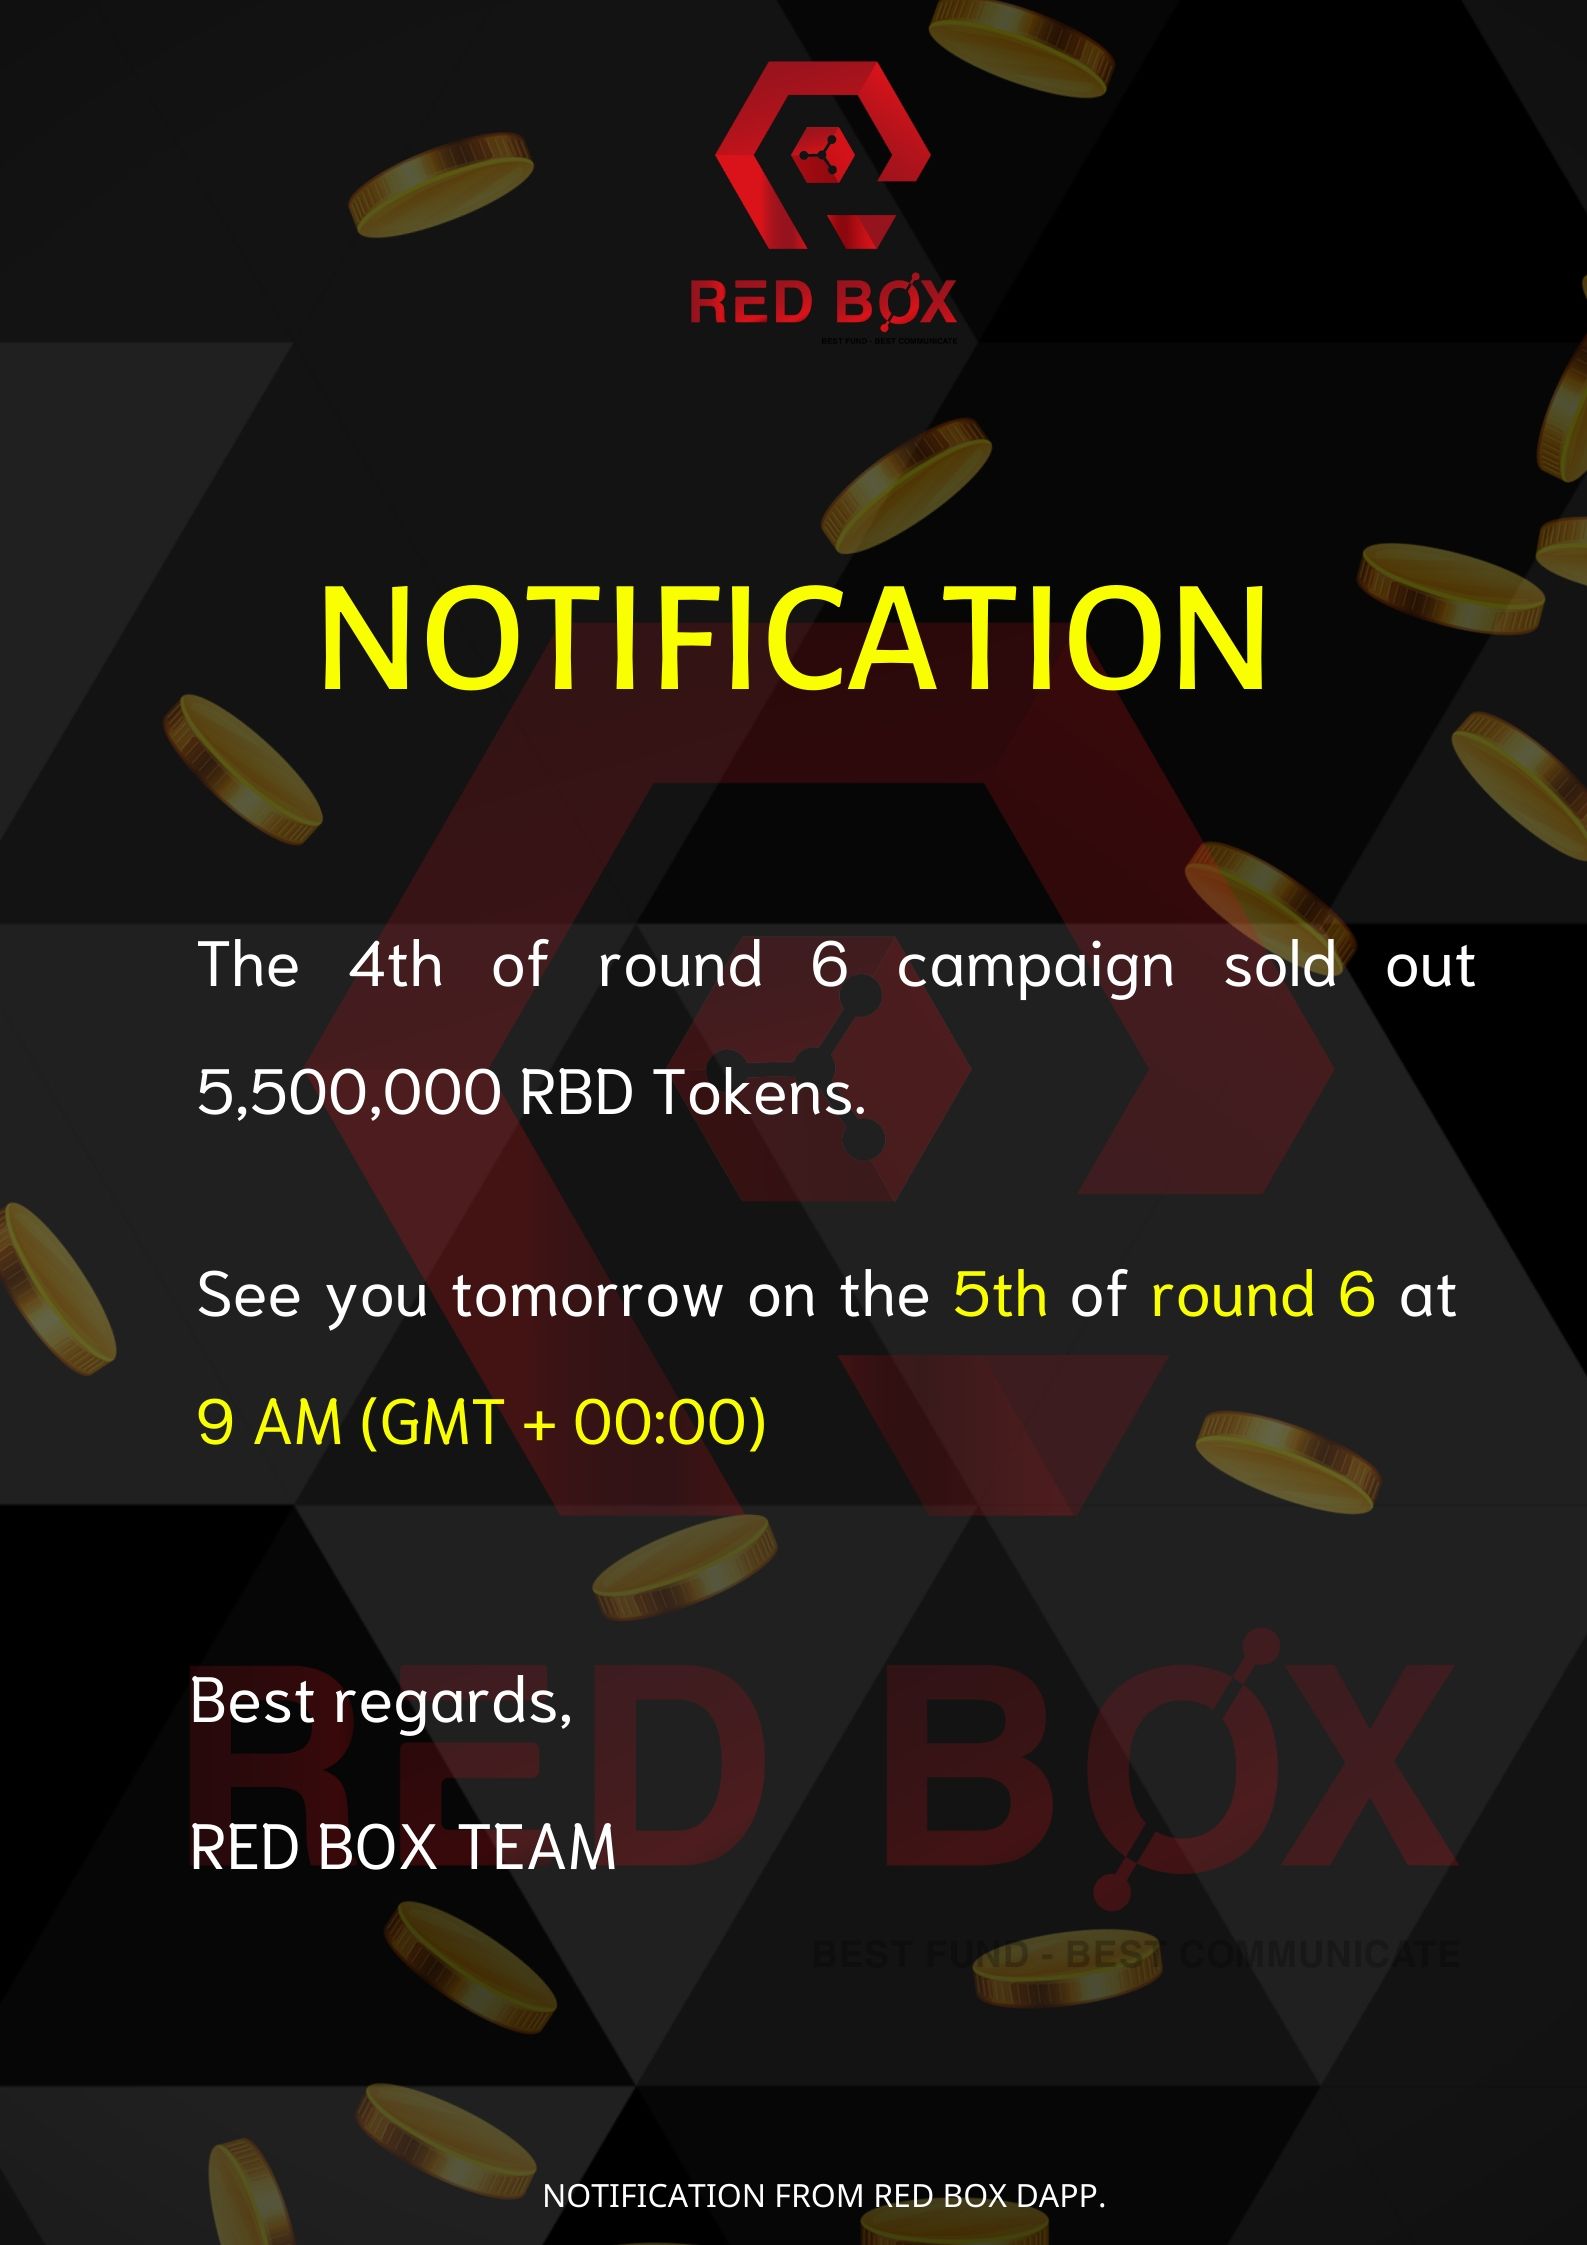 RED BOX
BEST FUND - BEST COMMUNICATE
NOTIFICATION
The 4th of round 6 campaign sold out
5,500,000 RBD Tokens.
See you tomorrow on the 5th of round 6 at
9 AM (GMT + 00:00)
Best regards,
RED BOX TEAM
RED BOX
BEST FUND - BEST COMMUNICATE
NOTIFICATION FROM RED BOX DAPP.